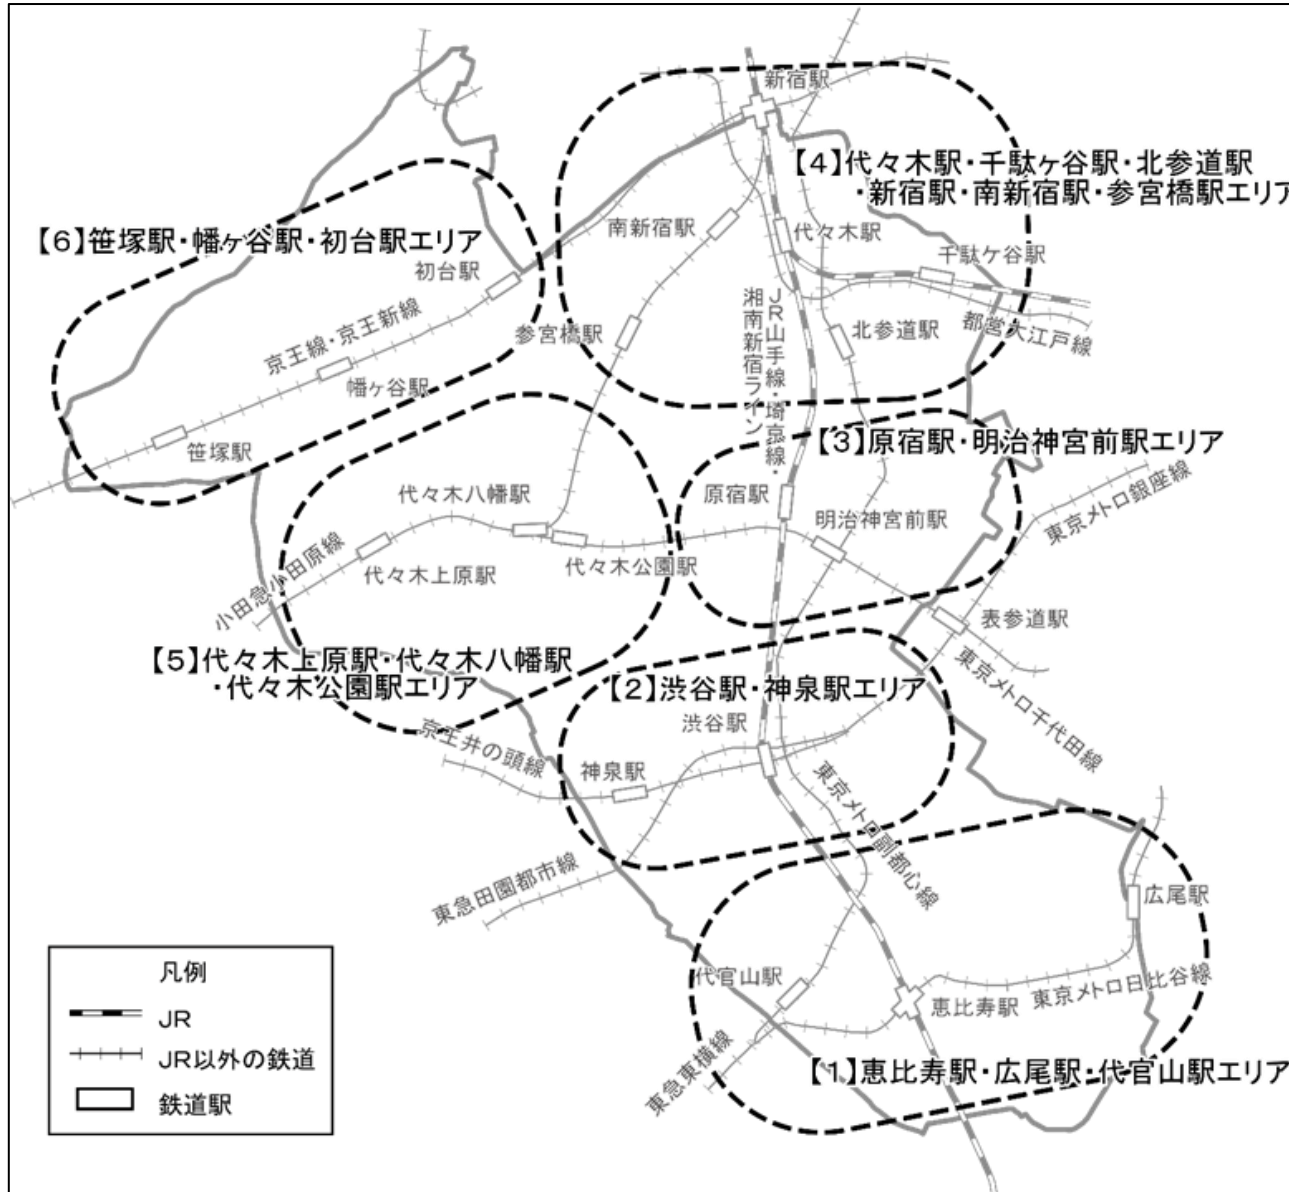 新宿駅
【4】代々木駅・千駄ヶ谷駅・北参道駅
・新宿駅・南新宿駅・参宮橋駅エリア
南新宿駅
代々木駅
千駄ケ谷駅
【6】笹塚駅・幡ヶ谷駅・初台駅エリア
初台駅
京王線・京王新線
参宮橋駅
JR山手線・埼京線・
湘南新宿ライン
北参道駅
都営大江戸線
幡ヶ谷駅
笹塚駅
【3】原宿駅・明治神宮前駅エリア
代々木八幡駅
原宿駅
明治神宮前駅
東京メトロ銀座線
小田急小田原線
代々木上原駅
代々木公園駅
表参道駅
【5】代々木上原駅・代々木八幡駅
・代々木公園駅エリア
【2】渋谷駅・神泉駅エリア
東京メトロ千代田線
渋谷駅
京王井の頭線
神泉駅
東京メトロ副都心線
東急田園都市線
広尾駅
代官山駅
恵比寿駅
東京メトロ日比谷線
東急東横線
【1】恵比寿駅・広尾駅・代官山駅エリア
凡例
JR
JR以外の鉄道
鉄道駅